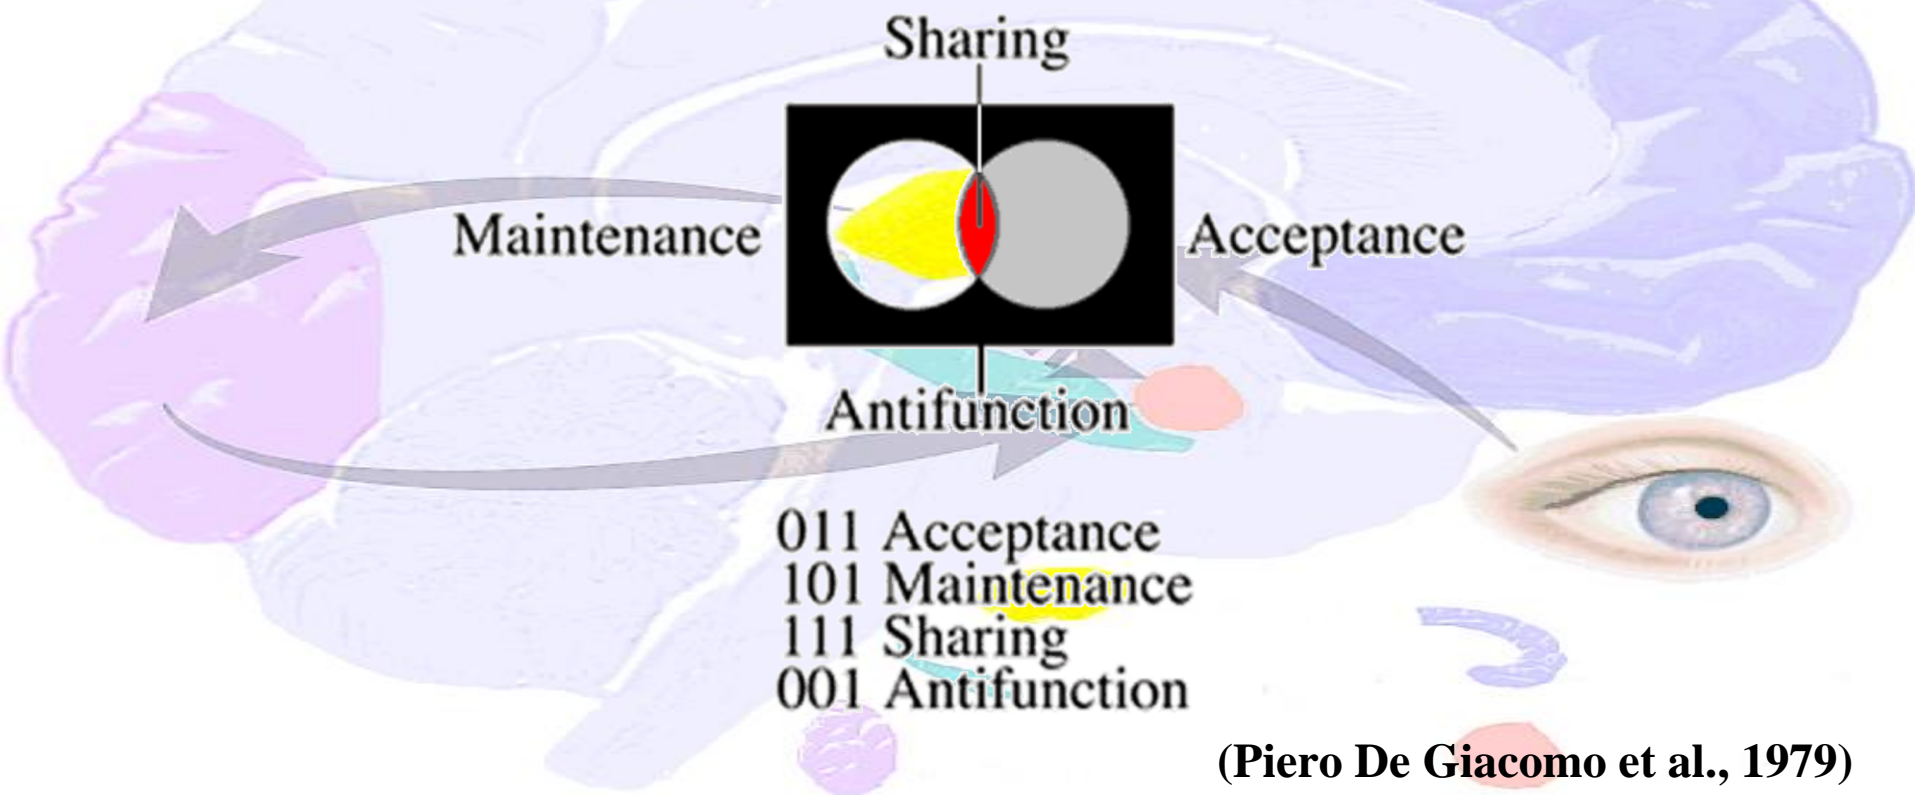 Sharing
Maintenance
Acceptance
Antifunction
011 Acceptance
101 Maintenance
111 Sharing
001 Antifunction
(Piero De Giacomo et al., 1979)